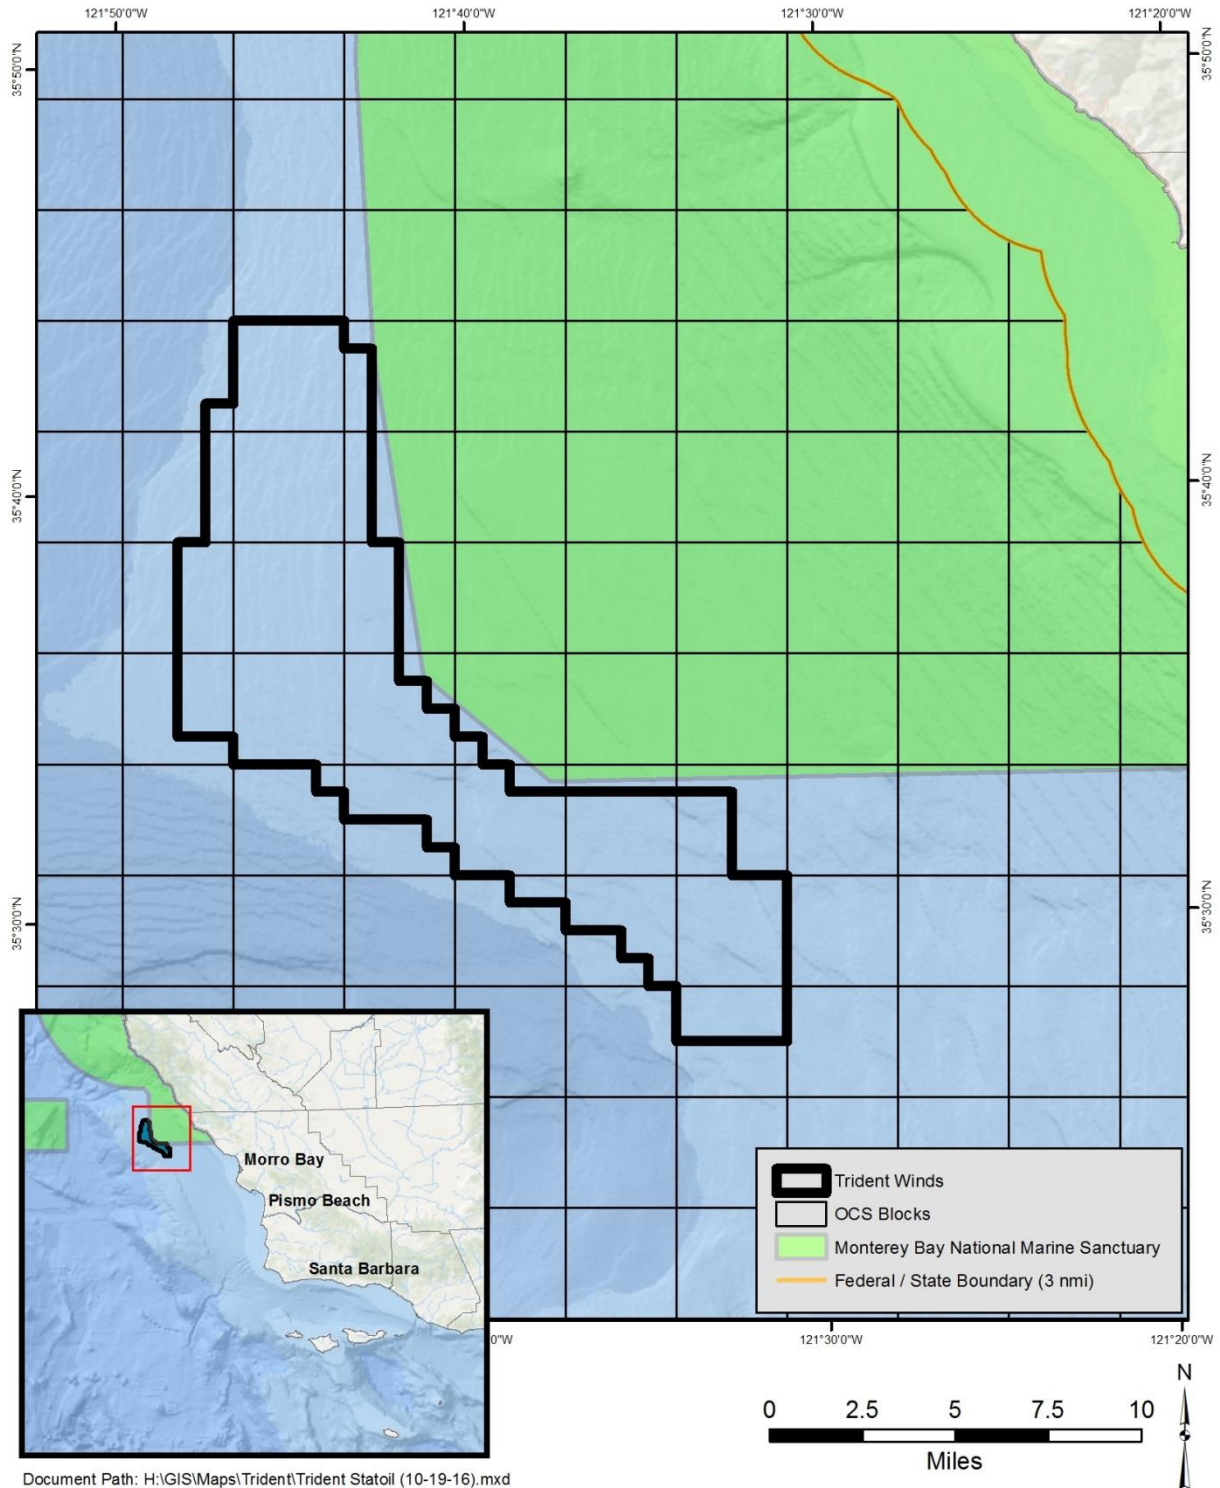 121°50'0"W
121°40'0"W
121°30'0"W
121°20'0"W
35°50'0"N
35°50'0"N
35°40'0"N
35°40'0"N
35°30'0"N
35°30'0"N
Morro Bay
Pismo Beach
Santa Barbara
Trident Winds
OCS Blocks
Monterey Bay National Marine Sanctuary
Federal / State Boundary (3 nmi)
0"W
121°30'0"W
121°20'0"W
N
0 2.5 5 7.5 10
Miles
Document Path: H:\GIS\Maps\Trident\Trident Statoil (10-19-16).mxd